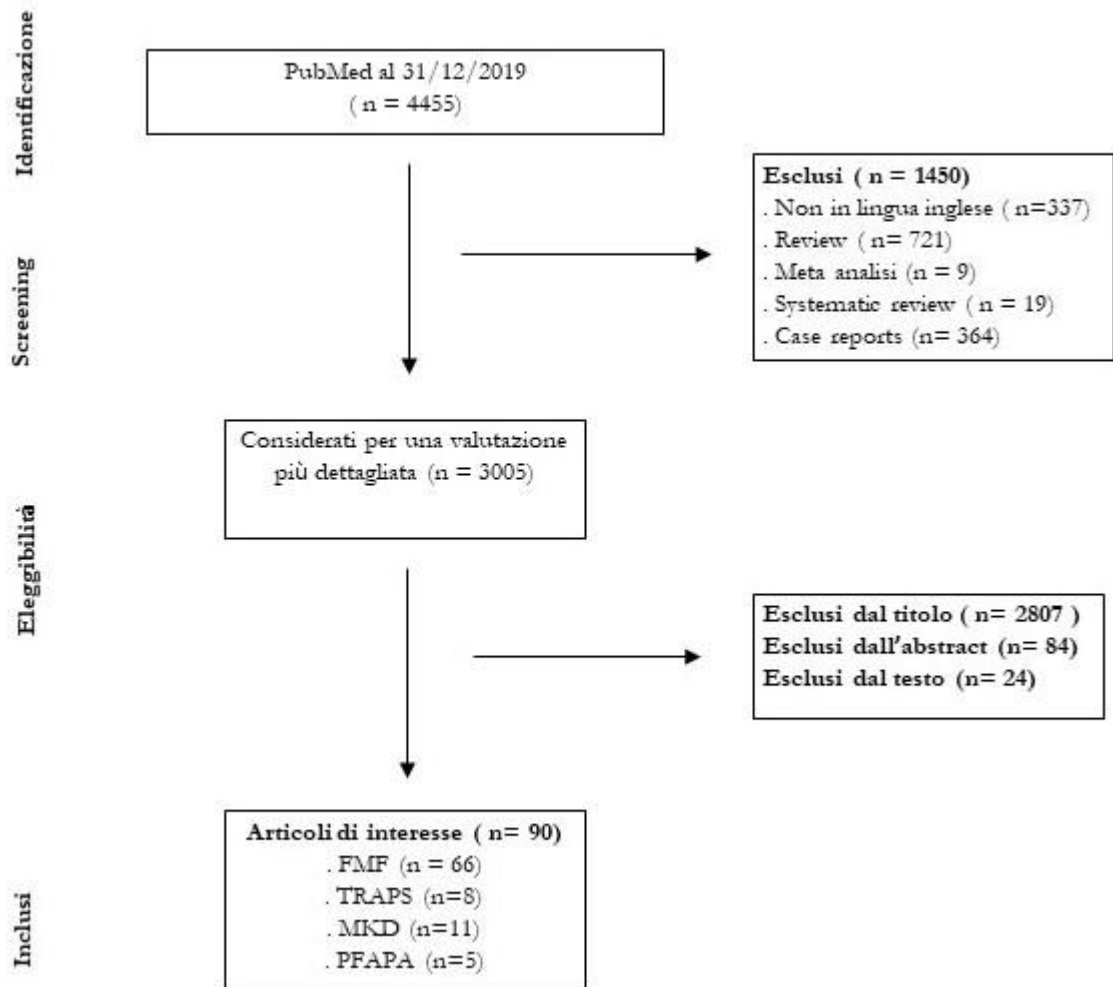 Identificazione
PubMed al 31/12/2019
( n = 4455)
Esclusi ( n = 1450)
. Non in lingua inglese ( n=337)
. Review ( n= 721)
. Meta analisi (n = 9)
. Systematic review ( n = 19)
. Case reports (n= 364)
Screening
Considerati per una valutazione
più dettagliata (n = 3005)
Eleggibilità
Esclusi dal titolo ( n= 2807 )
Esclusi dall'abstract (n= 84)
Esclusi dal testo (n= 24)
Articoli di interesse ( n= 90)
. FMF (n = 66)
. TRAPS (n=8)
. MKD (n=11)
. PFAPA (n=5)
Inclusi